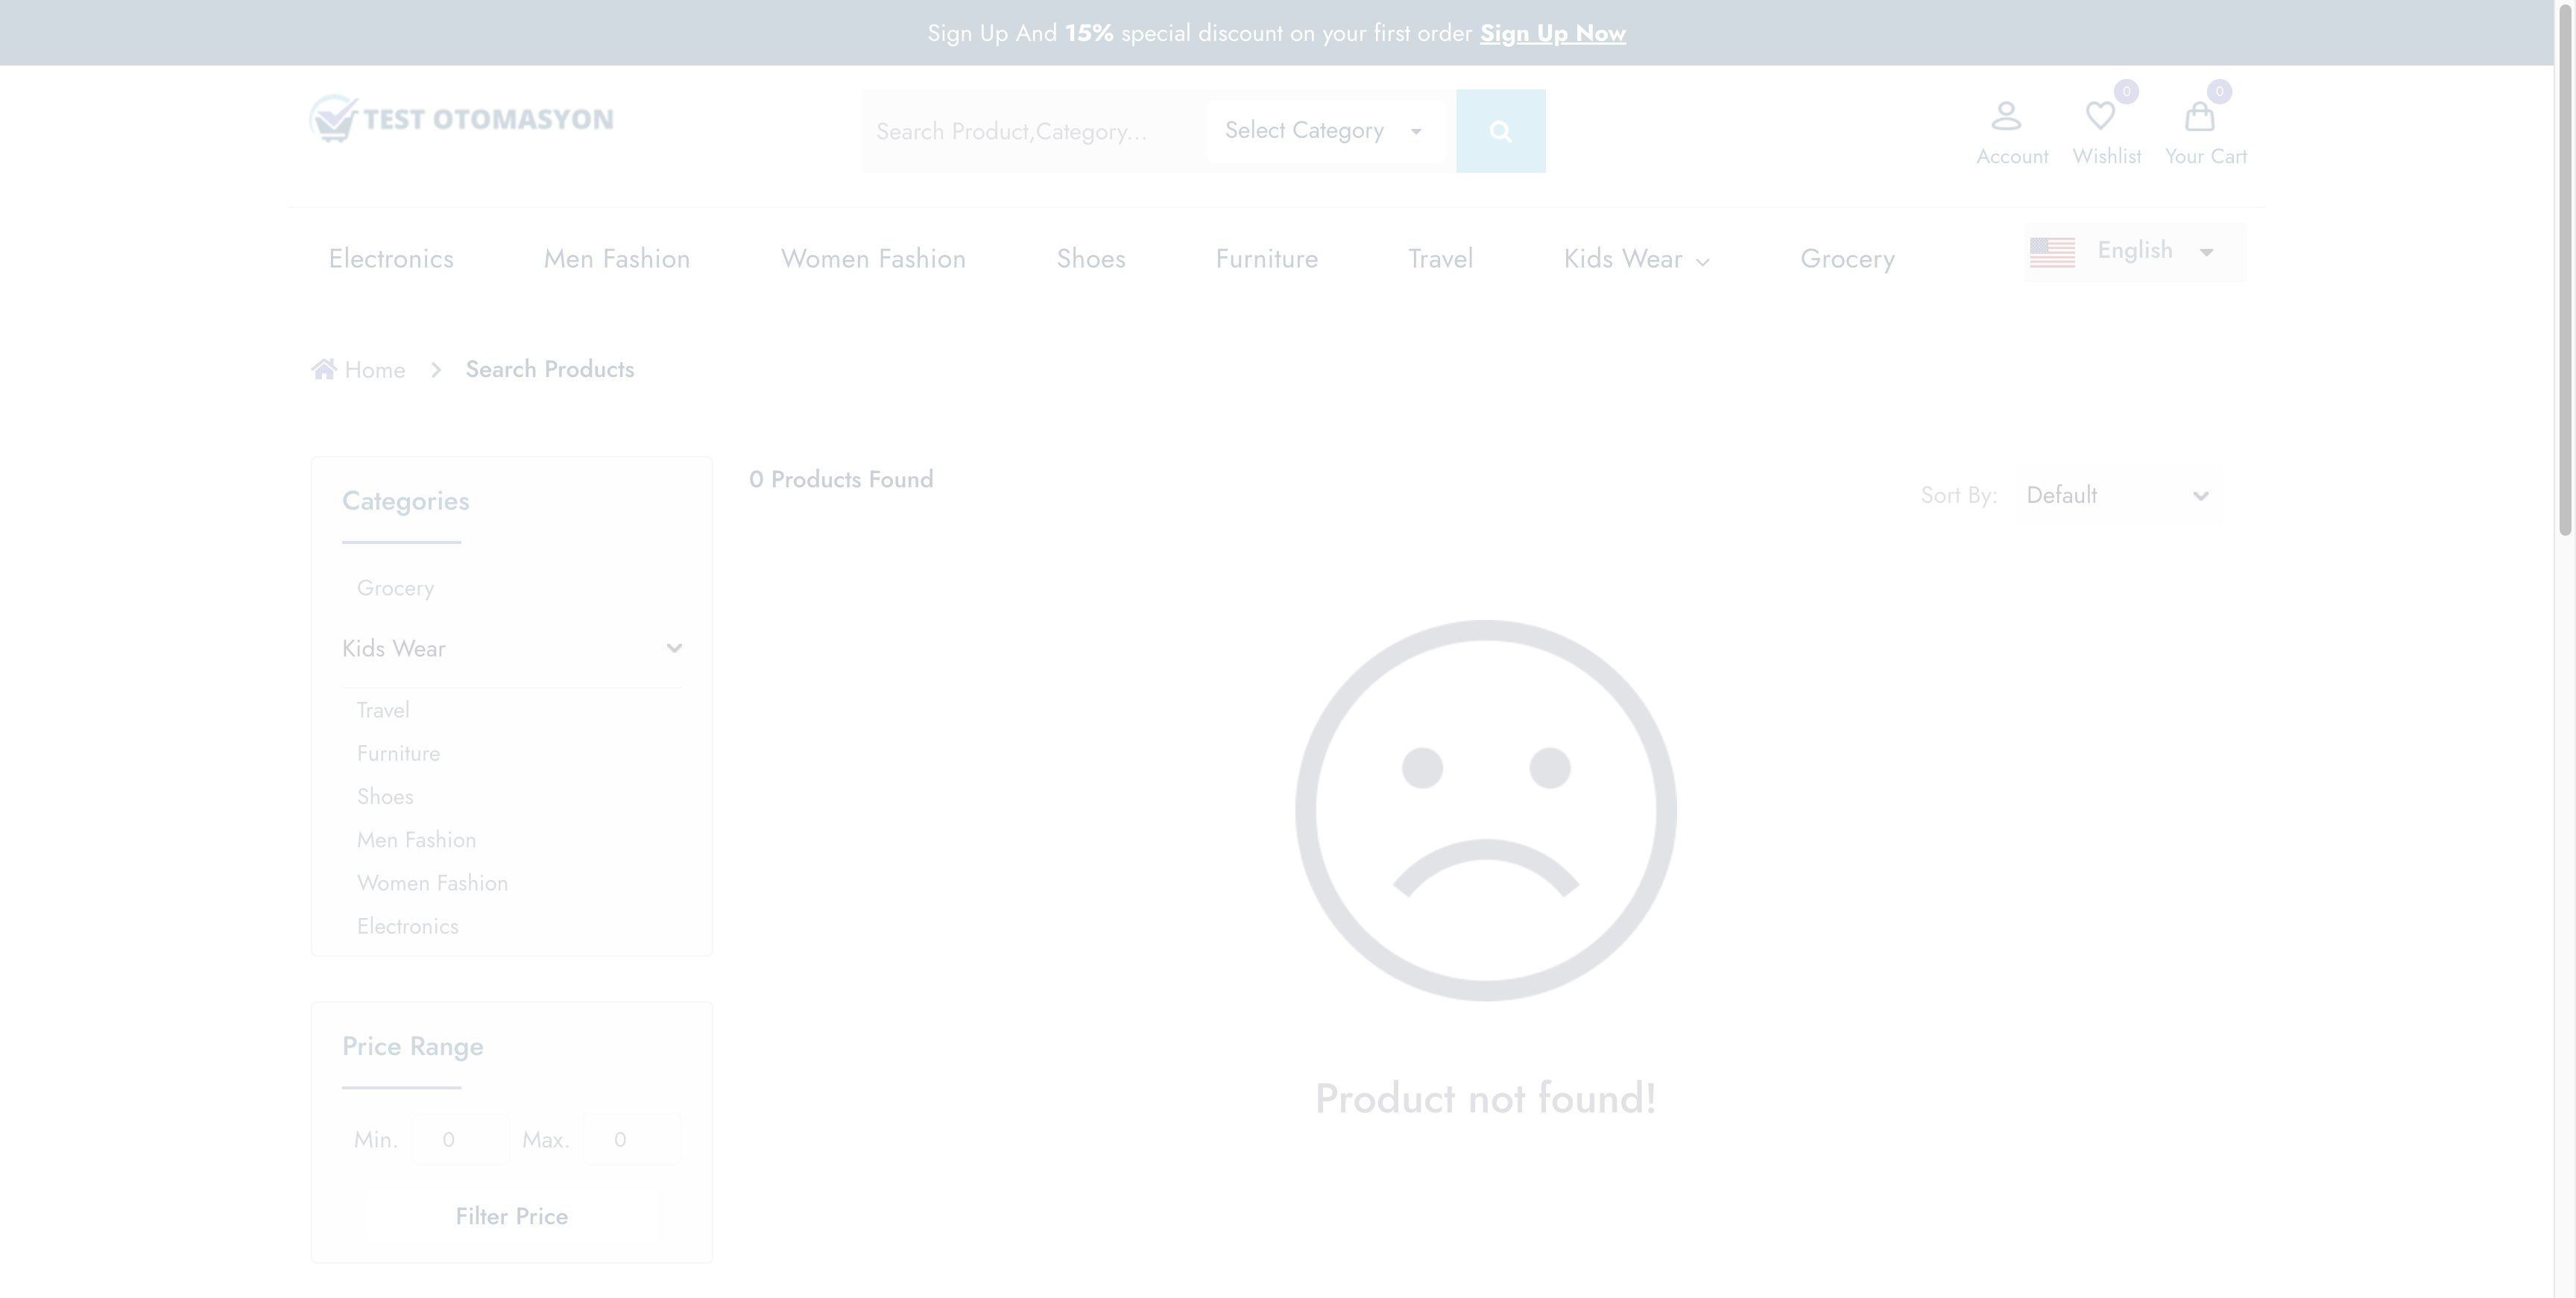 Sign Up And 15% special discount on your first order Sign Up Now
TEST OTOMASYON
Search Product,Category...
Select Category
0
0
Account
Wishlist
Your Cart
Electronics
Men Fashion
Women Fashion
Shoes
Furniture
Travel
Kids Wear
Grocery
English
Home
Search Products
Categories
Grocery
Kids Wear
Travel
Furniture
Shoes
Men Fashion
Women Fashion
Electronics
Price Range
Min. 0 Max. 0
Filter Price
0 Products Found
Sort By: Default
Product not found!